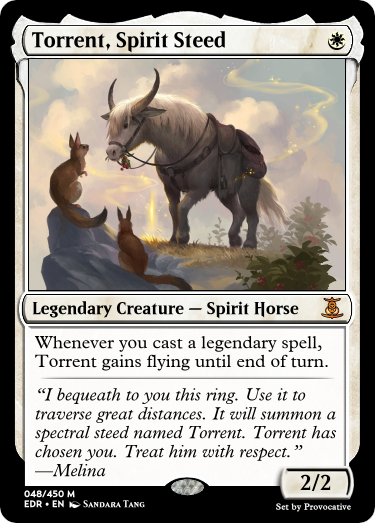 Torrent, Spirit Steed
Legendary Creature — Spirit Horse
Whenever you cast a legendary spell,
Torrent gains flying until end of turn.
“I bequeath to you this ring. Use it to
traverse great distances. It will summon a
spectral steed named Torrent. Torrent has
chosen you. Treat him with respect.”
—Melina
2/2
048/450 M
EDR • EN Sandara Tang
Set by Provocative